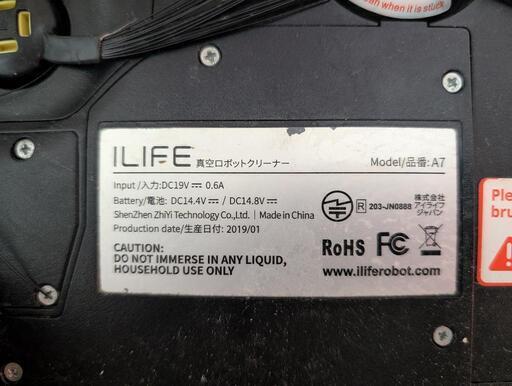 ean when it is stuck
ILIFE 真空ロボットクリーナー
Model/品番: A7
Input /入力:DC19V⎓ 0.6A
Battery/電池: DC14.4V⎓ / DC14.8V⎓
ShenZhen ZhiYi Technology Co.,Ltd. | Made in China
Production date/生産日付: 2019/01
R 203-JN0888
株式会社
アイライフ
ジャパン
CAUTION:
DO NOT IMMERSE IN ANY LIQUID,
HOUSEHOLD USE ONLY
RoHS FC
www.iliferobot.com
Ple
bru